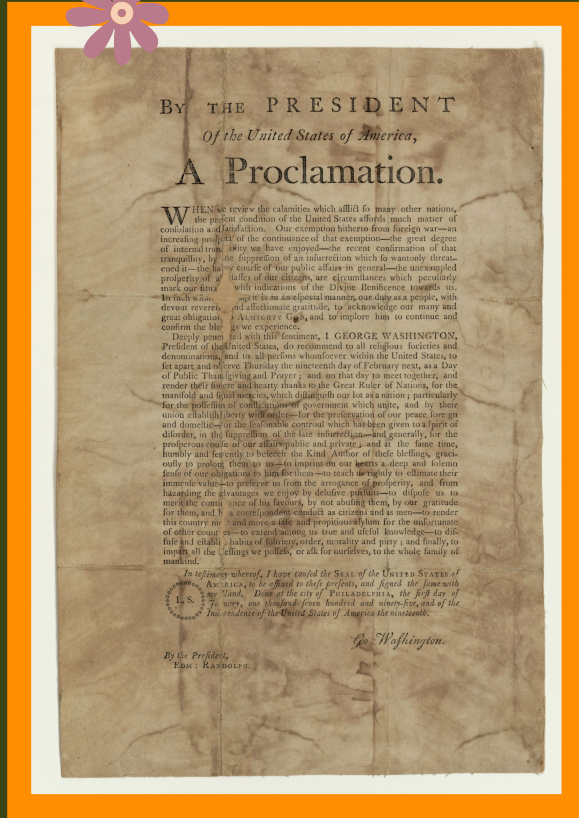 BY THE PRESIDENT
Of the United States of America,
A Proclamation.
WHEN we review the calamities which afflict ſo many other nations,
the preſent condition of the United States affords much matter of
conſolation and ſatisfaction. Our exemption hitherto from foreign war—an
increaſing proſpect of the continuance of that exemption—the great degree
of internal tranquillity we have enjoyed—the recent confirmation of that
tranquillity, by the ſuppreſſion of an inſurrection which ſo wantonly threat-
ened it—the happy courſe of our public affairs in general—the unexampled
proſperity of all claſſes of our citizens, are circumſtances which peculiarly
mark our ſitua with indications of the Divine Benificence towards us.
In ſuch a ſtate ngs it is in an eſpecial manner, our duty as a people, with
devout reverence and affectionate gratitude, to acknowledge our many and
great obligations ALMIGHTY GOD, and to implore him to continue and
confirm the bleſſings we experience.
Deeply penetrated with this ſentiment, I GEORGE WASHINGTON,
Preſident of the United States, do recommend to all religious ſocieties and
denominations, and to all perſons whomſoever within the United States, to
ſet apart and obſerve Thurſday the nineteenth day of February next, as a Day
of Public Thankſgiving and Prayer; and on that day to meet together, and
render their ſincere and hearty thanks to the Great Ruler of Nations, for the
manifold and ſignal mercies, which diſtinguiſh our lot as a nation; particularly
for the poſſeſſion of conſtitutions of government which unite, and by their
union eſtabliſh liberty with order—for the preſervation of our peace foreign
and domeſtic—for the ſeaſonable controul which has been given to a ſpirit of
diſorder, in the ſuppreſſion of the late inſurrection—and generally, for the
proſperous courſe of our affairs public and private; and at the ſame time,
humbly and fervently to beſeech the Kind Author of theſe bleſſings, graci-
ouſly to prolong them to us—to imprint on our hearts a deep and ſolemn
ſenſe of our obligations to him for them—to teach us rightly to eſtimate their
immenſe value—to preſerve us from the arrogance of proſperity, and from
hazarding the advantages we enjoy by deluſive purſuits—to diſpoſe us to
merit the continuance of his favours, by not abuſing them, by our gratitude
for them, and by a correſpondent conduct as citizens and as men—to render
this country more and more a ſafe and propitious aſylum for the unfortunate
of other countries—to extend among us true and uſeful knowledge—to dif-
fuſe and eſtabliſh habits of ſobriety, order, morality and piety; and finally, to
impart all the bleſſings we poſſeſs, or aſk for ourſelves, to the whole family of
mankind.
In teſtimony whereof, I have cauſed the SEAL of the UNITED STATES of
AMERICA, to be affixed to theſe preſents, and ſigned the ſame with
my Hand. Done at the city of PHILADELPHIA, the firſt day of
January, one thouſand ſeven hundred and ninety-five, and of the
Independence of the United States of America the nineteenth.
L. S.
Go: Waſhington.
By the Preſident,
EDM: RANDOLPH.